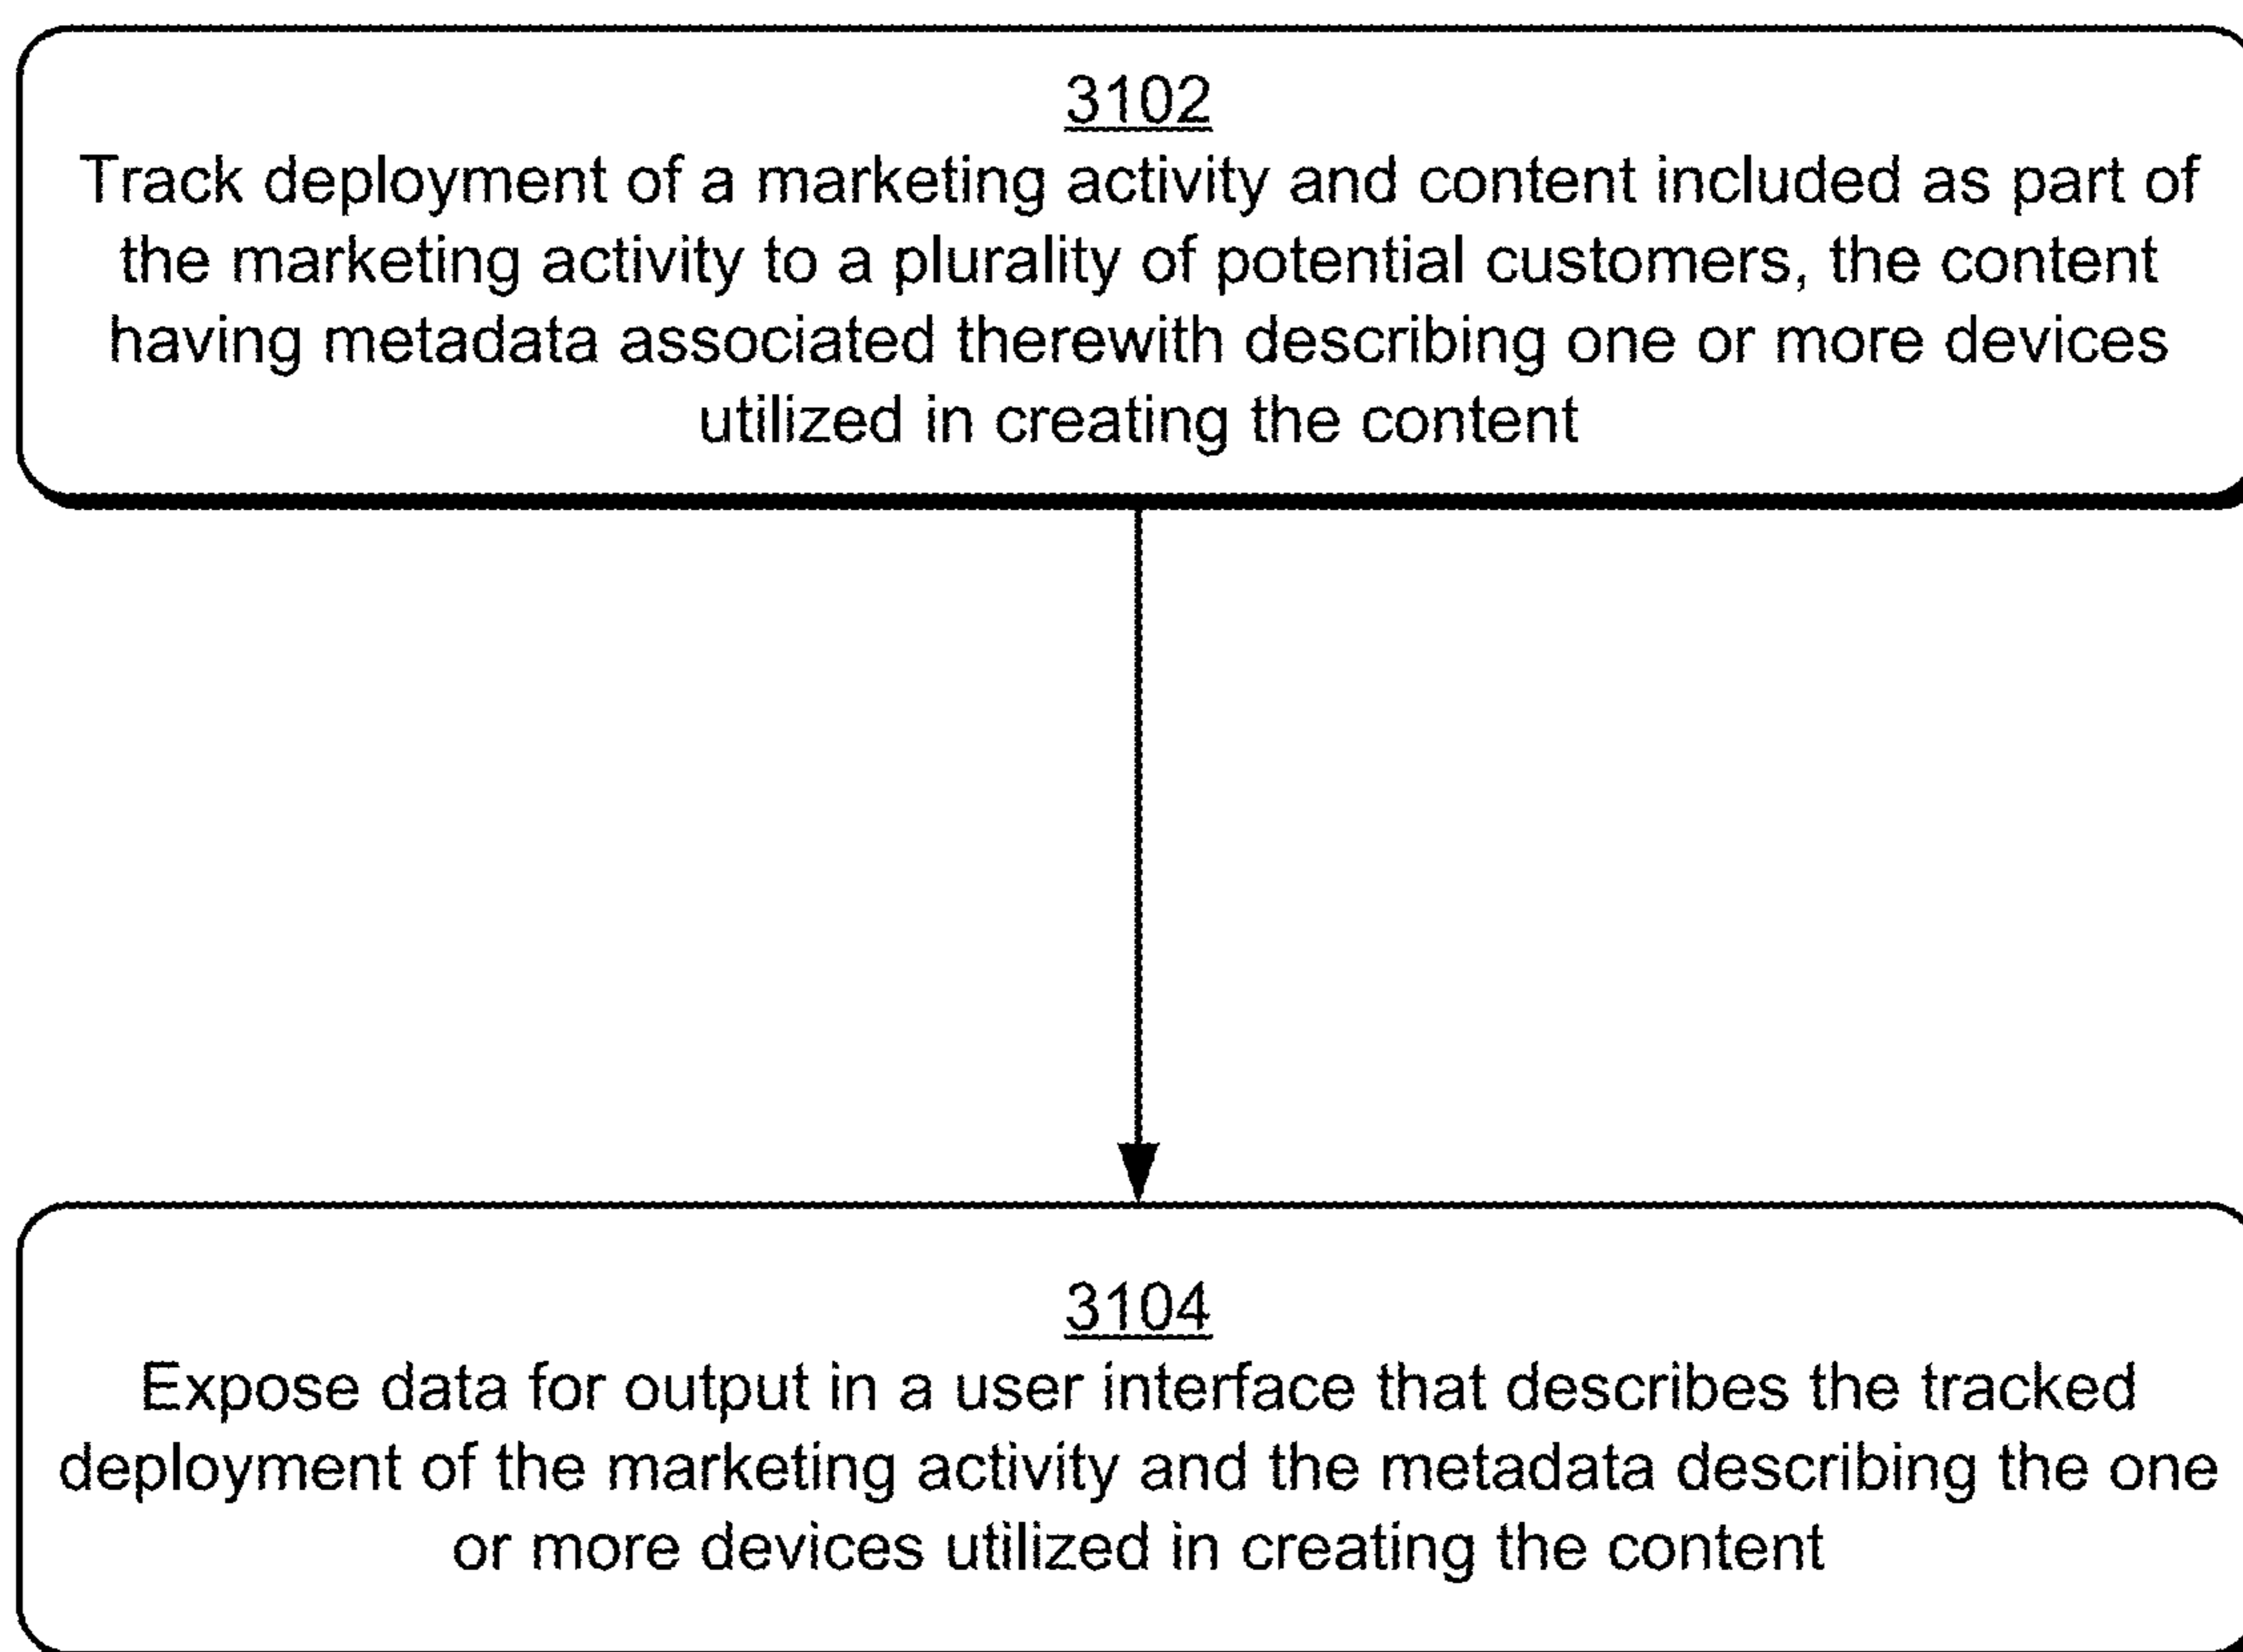 3102
Track deployment of a marketing activity and content included as part of
the marketing activity to a plurality of potential customers, the content
having metadata associated therewith describing one or more devices
utilized in creating the content
3104
Expose data for output in a user interface that describes the tracked
deployment of the marketing activity and the metadata describing the one
or more devices utilized in creating the content